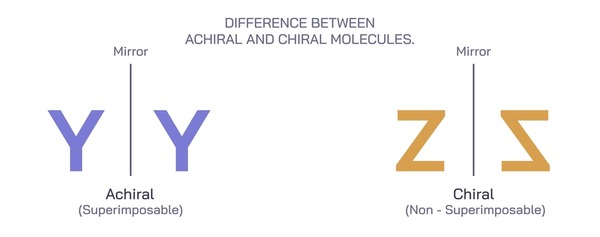 DIFFERENCE BETWEEN
ACHIRAL AND CHIRAL MOLECULES.
Mirror
Y Y
Achiral
(Superimposable)
Mirror
Z
Chiral
(Non - Superimposable)